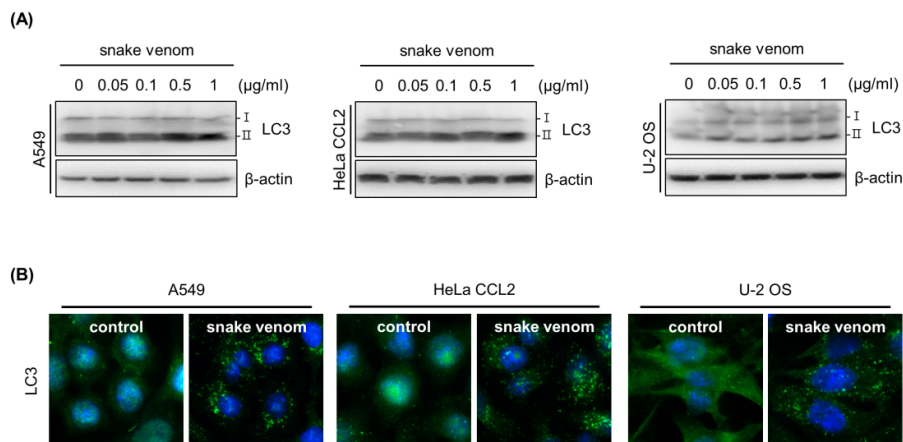 (A)
snake venom
0 0.05 0.1 0.5 1 (μg/ml)
A549
I
II
LC3
β-actin
snake venom
0 0.05 0.1 0.5 1 (μg/ml)
HeLa CCL2
I
II
LC3
β-actin
snake venom
0 0.05 0.1 0.5 1 (μg/ml)
U-2 OS
I
II
LC3
β-actin
(B)
A549 HeLa CCL2 U-2 OS
LC3
control snake venom control snake venom control snake venom